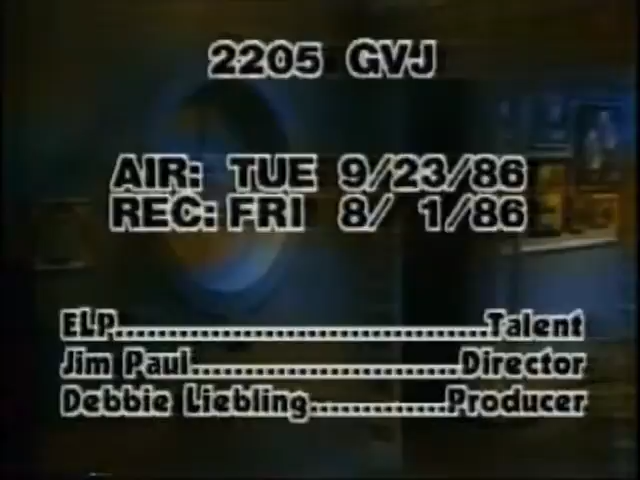 2205 GVJ
AIR: TUE 9/23/86
REC: FRI 8/ 1/86
ELP...............................Talent
Jim Paul.......................Director
Debbie Liebling............Producer